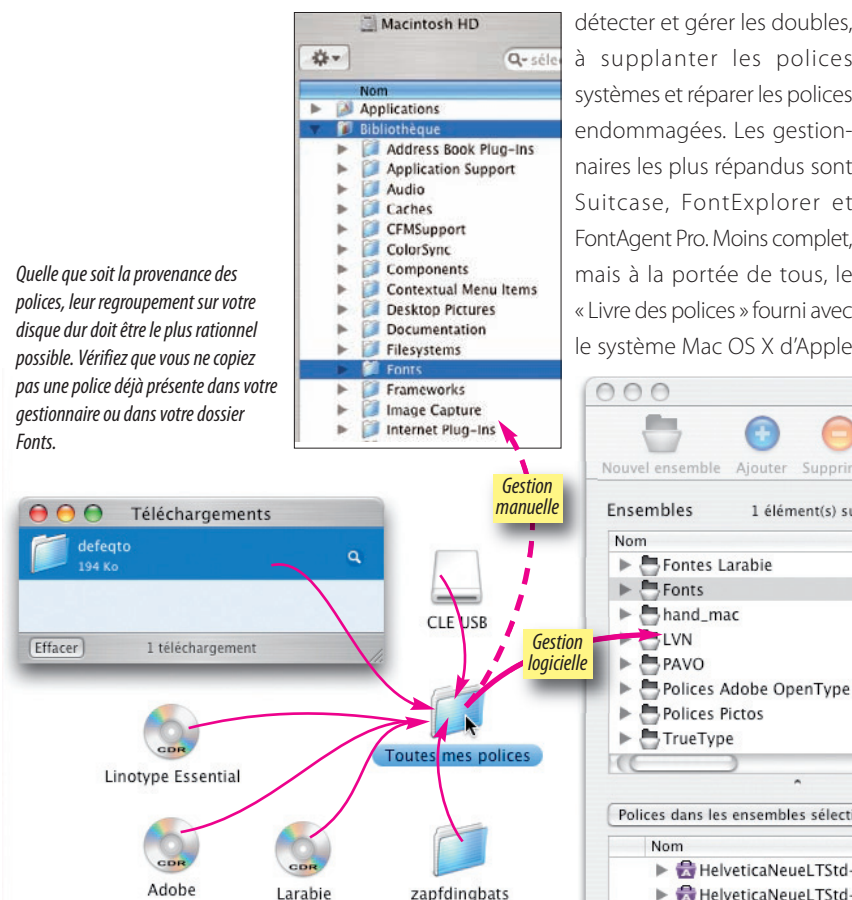 Macintosh HD
Nom
Applications
Bibliothèque
Address Book Plug-Ins
Application Support
Audio
Caches
CFMSupport
ColorSync
Components
Contextual Menu Items
Desktop Pictures
Documentation
Filesystems
Fonts
Frameworks
Image Capture
Internet Plug-Ins
détecter et gérer les doubles,
à supplanter les polices
systèmes et réparer les polices
endommagées. Les gestion-
naires les plus répandus sont
Suitcase, FontExplorer et
FontAgent Pro. Moins complet,
mais à la portée de tous, le
« Livre des polices » fourni avec
le système Mac OS X d’Apple
Quelle que soit la provenance des
polices, leur regroupement sur votre
disque dur doit être le plus rationnel
possible. Vérifiez que vous ne copiez
pas une police déjà présente dans votre
gestionnaire ou dans votre dossier
Fonts.
Gestion
manuelle
Téléchargements
defeqto
194 Ko
Effacer 1 téléchargement
CLE USB
Gestion
logicielle
Toutes mes polices
CDR
Linotype Essential
CDR
Adobe
CDR
Larabie
zapfdingbats
Nouvel ensemble Ajouter Supprin
Ensembles 1 élément(s) su
Nom
Fontes Larabie
Fonts
hand_mac
LVN
PAVO
Polices Adobe OpenType
Polices Pictos
TrueType
Polices dans les ensembles sélecti
Nom
HelveticaNeueLTStd-
HelveticaNeueLTStd-